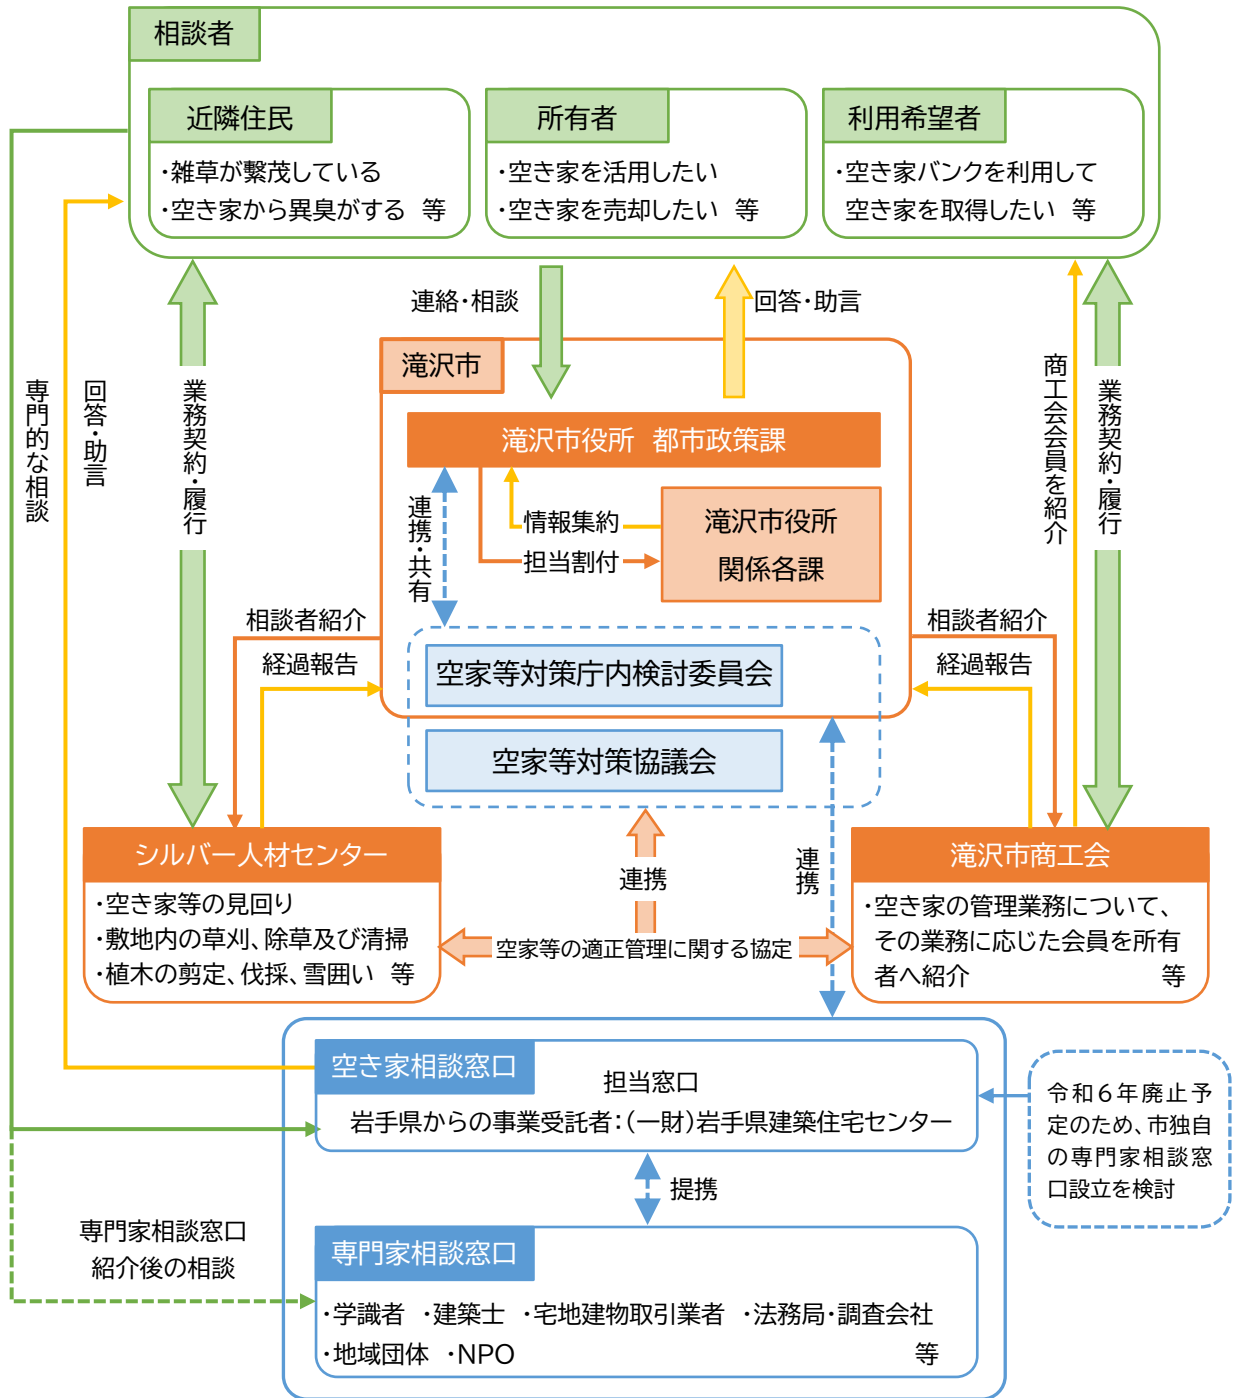 相談者
近隣住民
・雑草が繁茂している
・空き家から異臭がする 等
所有者
・空き家を活用したい
・空き家を売却したい 等
利用希望者
・空き家バンクを利用して
空き家を取得したい 等
連絡・相談
回答・助言
専門的な相談
回答・助言
業務契約・履行
商工会会員を紹介
業務契約・履行
滝沢市
滝沢市役所 都市政策課
連携・共有
情報集約
担当割付
滝沢市役所
関係各課
相談者紹介
経過報告
相談者紹介
経過報告
空家等対策庁内検討委員会
空家等対策協議会
シルバー人材センター
・空き家等の見回り
・敷地内の草刈、除草及び清掃
・植木の剪定、伐採、雪囲い 等
連携
空家等の適正管理に関する協定
連携
滝沢市商工会
・空き家の管理業務について、
その業務に応じた会員を所有
者へ紹介 等
空き家相談窓口
担当窓口
岩手県からの事業受託者：(一財)岩手県建築住宅センター
令和6年廃止予
定のため、市独自
の専門家相談窓
口設立を検討
提携
専門家相談窓口
紹介後の相談
専門家相談窓口
・学識者 ・建築士 ・宅地建物取引業者 ・法務局・調査会社
・地域団体 ・NPO 等